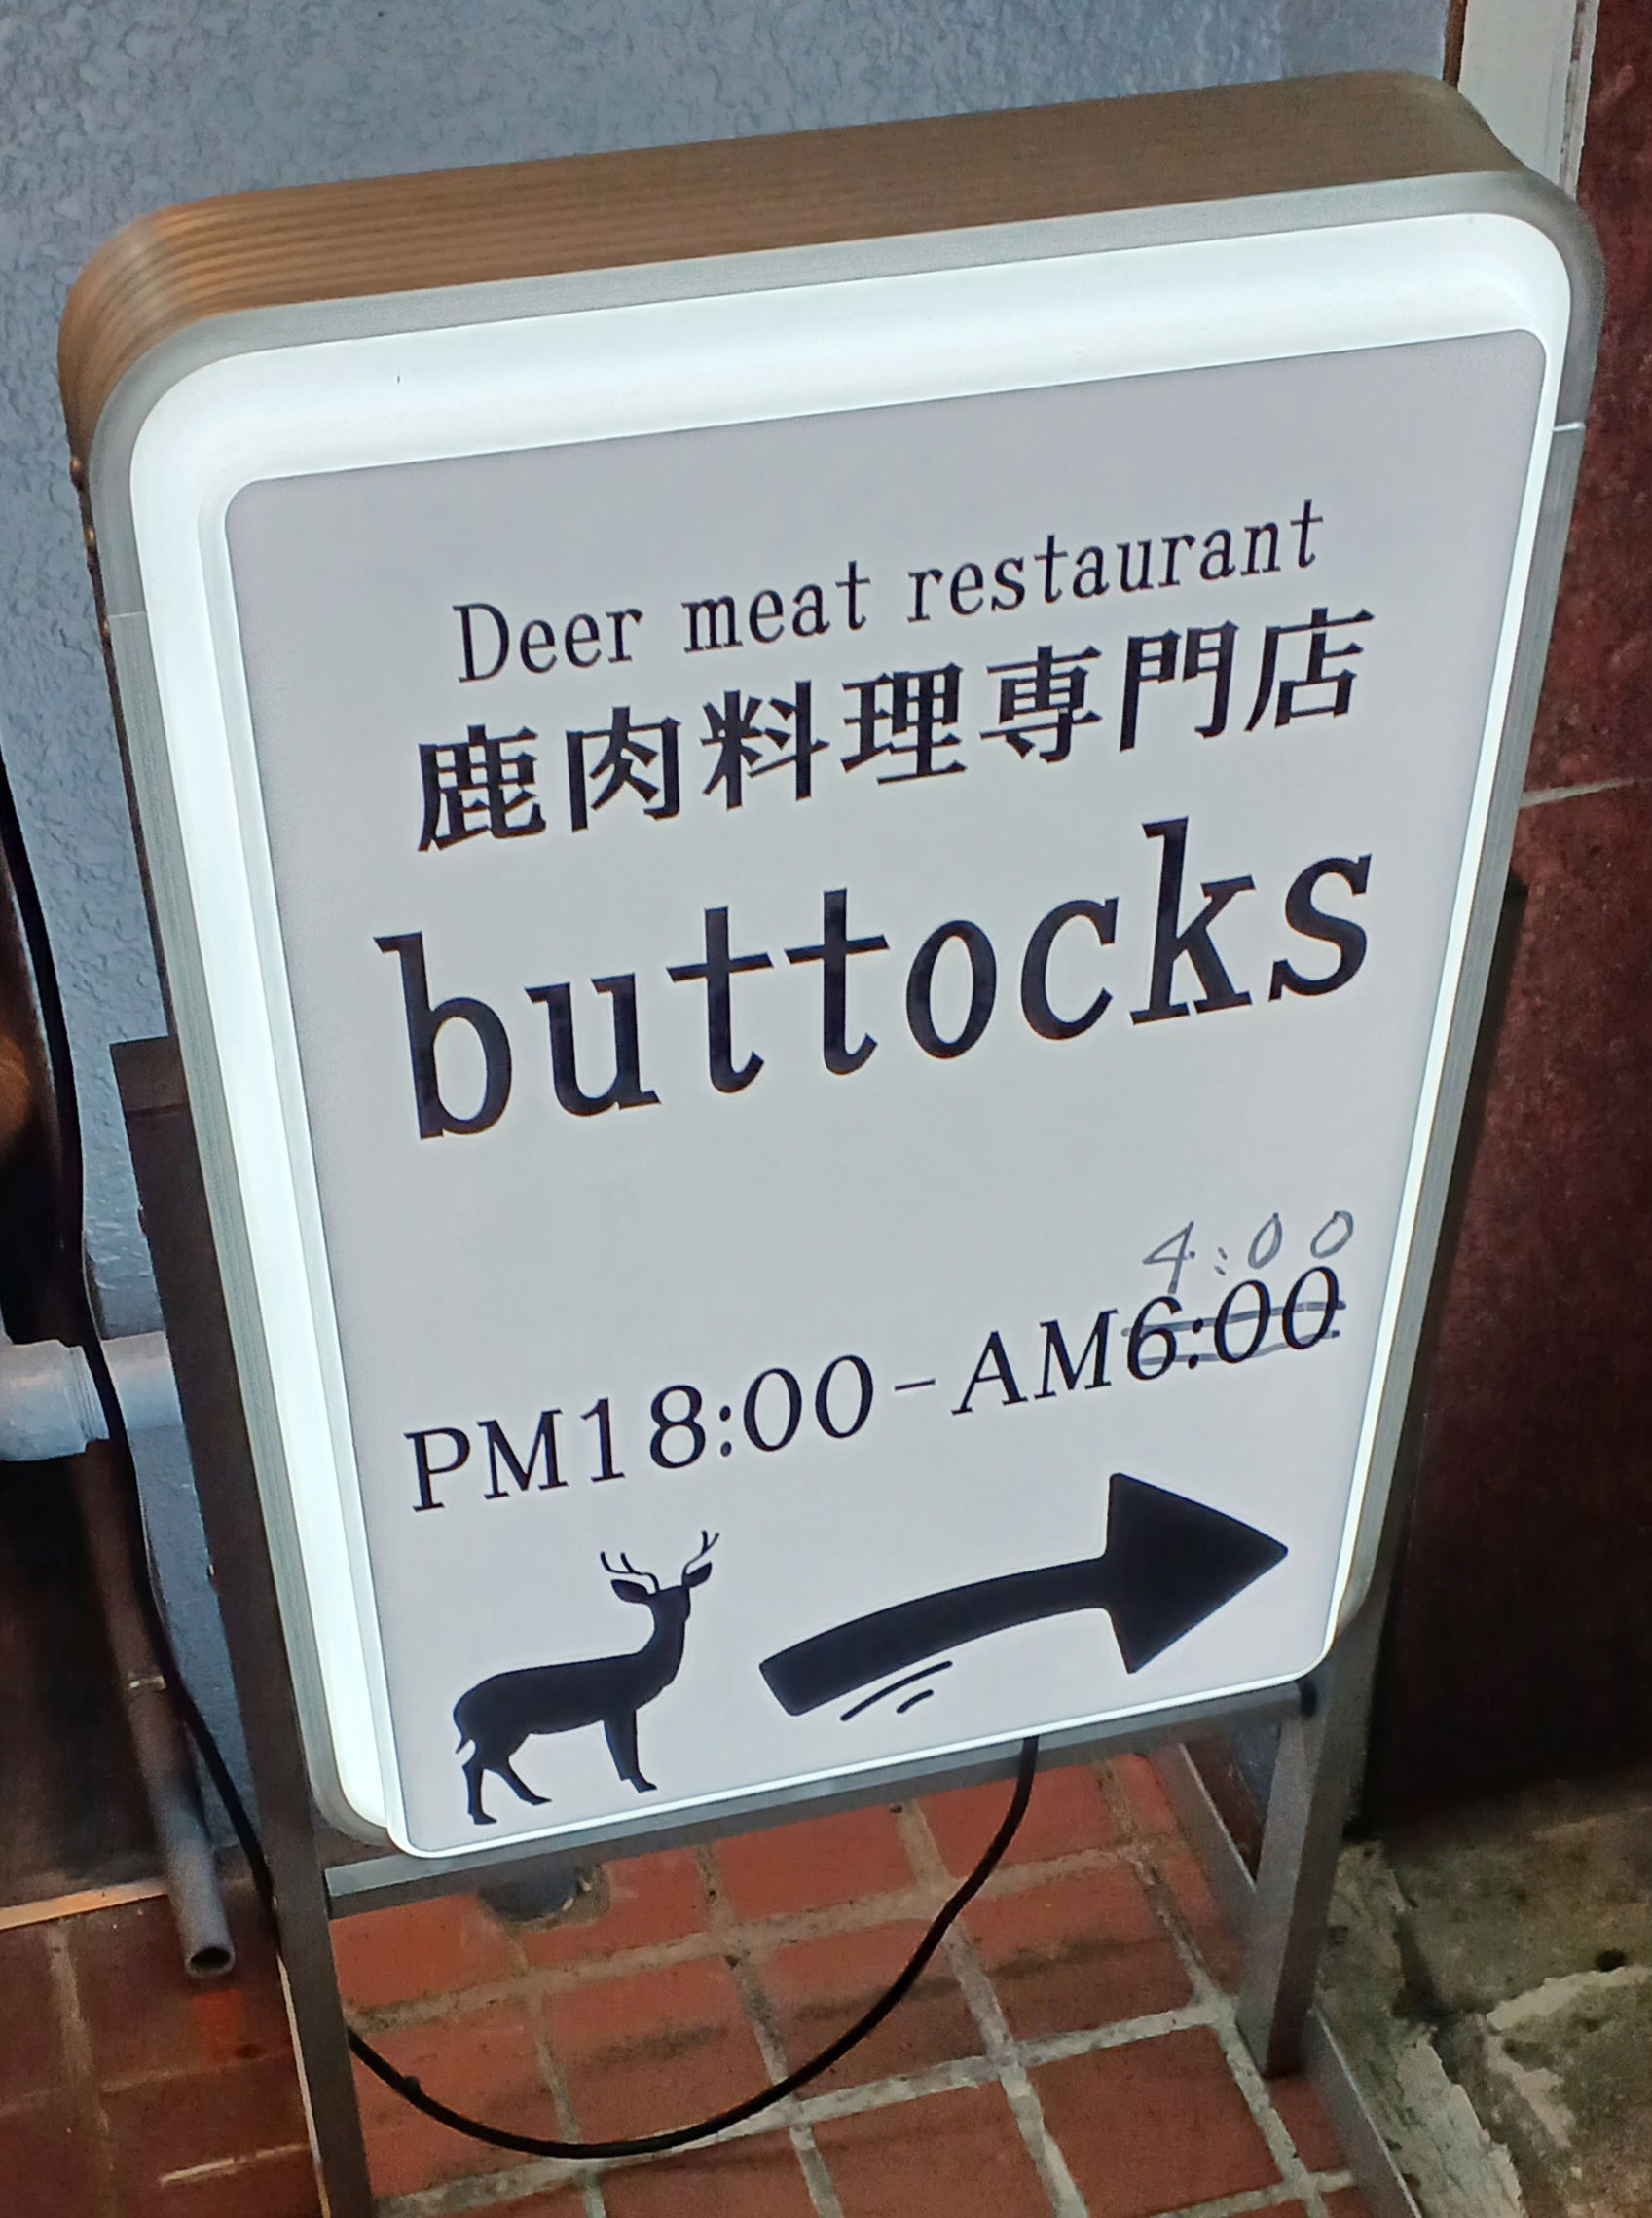 Deer meat restaurant
鹿肉料理専門店
buttocks
4:00
PM18:00-AM6:00